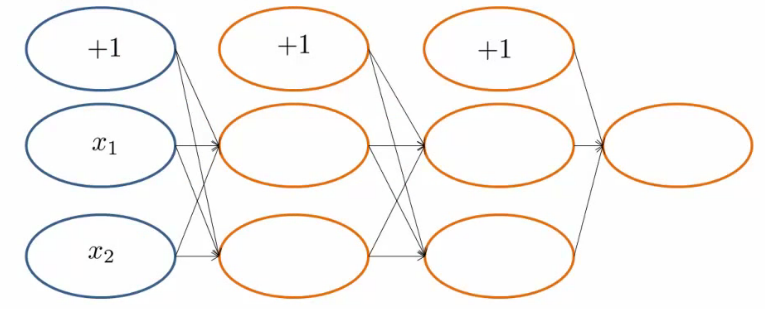 +1 +1 +1
x₁
x₂